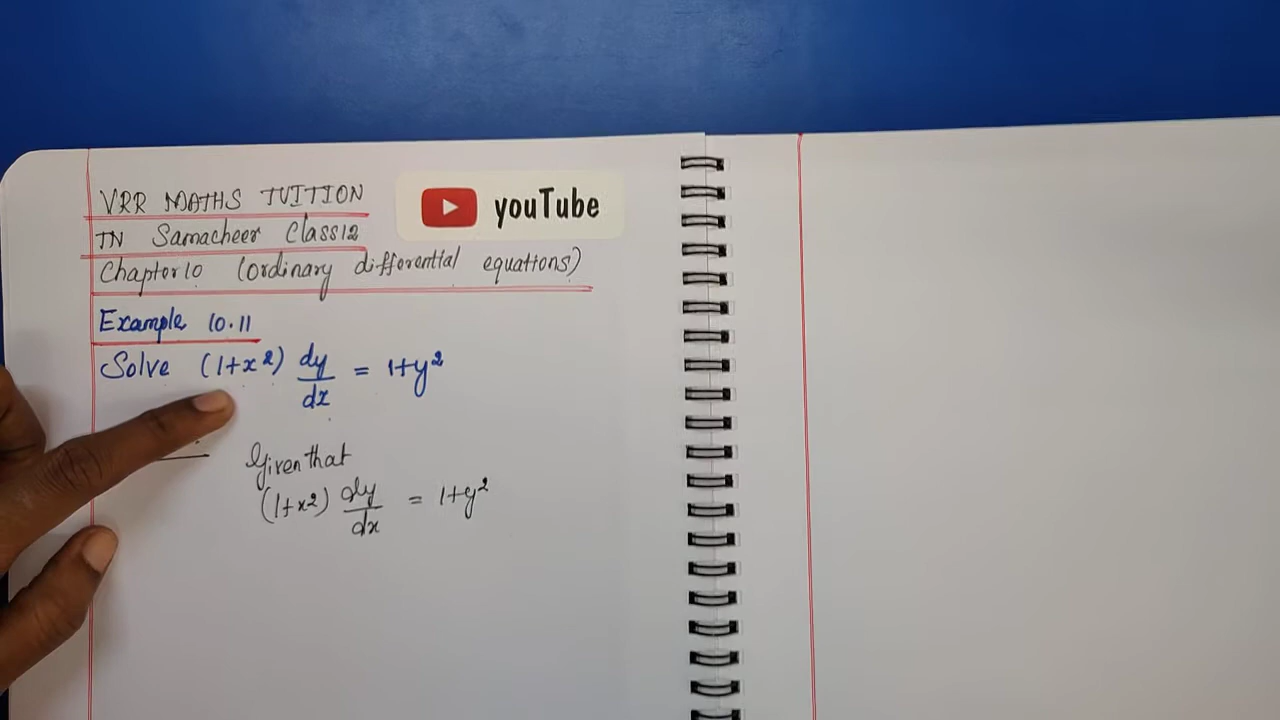 VRR MATHS TUITION
youTube
TN Samacheer Class12
Chapter10 (ordinary differential equations)
Example 10.11
Solve (1+x²) dy/dx = 1+y²
Given that
(1+x²) dy/dx = 1+y²